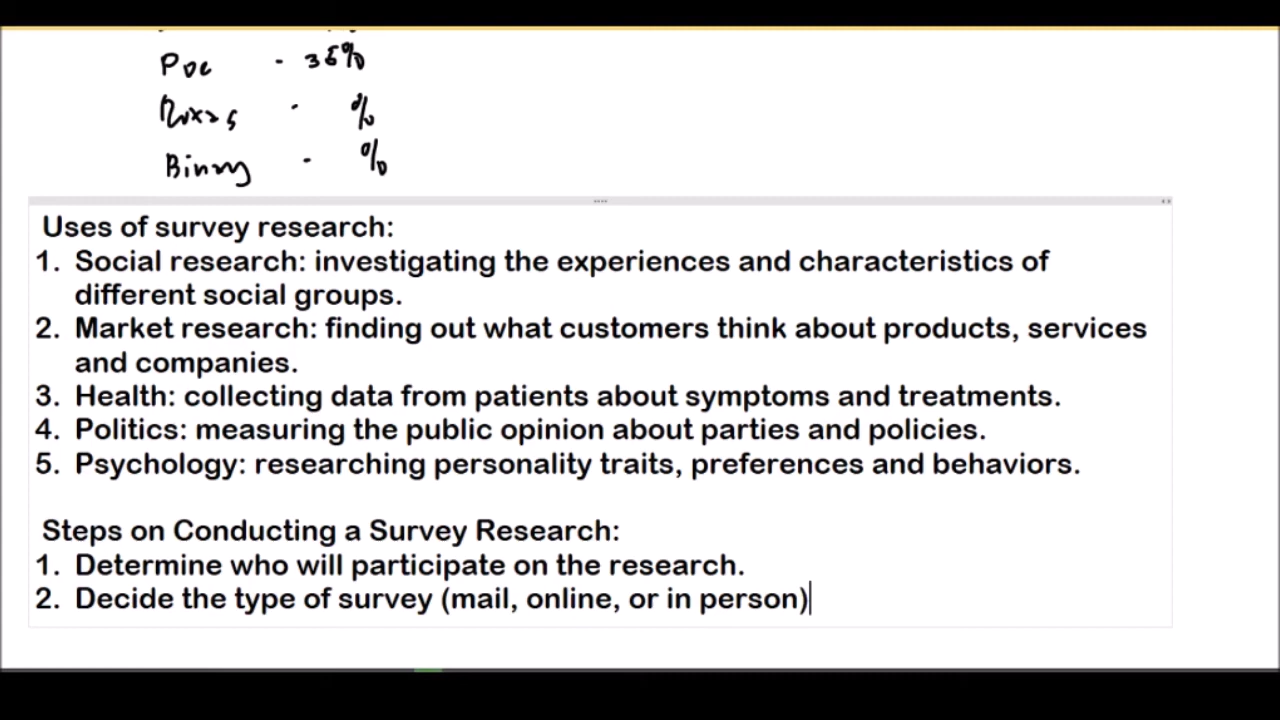 Poe - 35%
Roxas - %
Binay - %
Uses of survey research:
1. Social research: investigating the experiences and characteristics of
different social groups.
2. Market research: finding out what customers think about products, services
and companies.
3. Health: collecting data from patients about symptoms and treatments.
4. Politics: measuring the public opinion about parties and policies.
5. Psychology: researching personality traits, preferences and behaviors.
Steps on Conducting a Survey Research:
1. Determine who will participate on the research.
2. Decide the type of survey (mail, online, or in person)